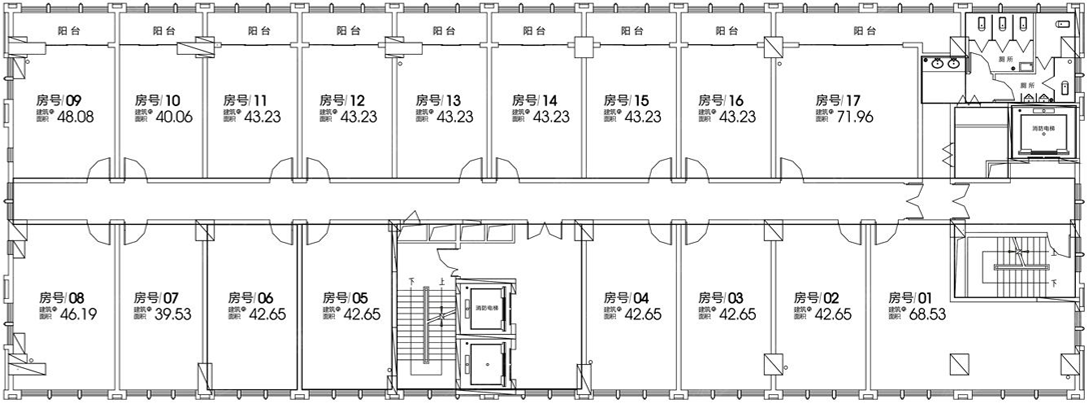 阳台 阳台 阳台 阳台 阳台 阳台 阳台 阳台 阳台
厕所
厕所
房号/09 房号/10 房号/11 房号/12 房号/13 房号/14 房号/15 房号/16 房号/17
建筑面积 48.08 建筑面积 40.06 建筑面积 43.23 建筑面积 43.23 建筑面积 43.23 建筑面积 43.23 建筑面积 43.23 建筑面积 43.23 建筑面积 71.96
消防电梯
上
下 上
下
房号/08 房号/07 房号/06 房号/05 房号/04 房号/03 房号/02 房号/01
建筑面积 46.19 建筑面积 39.53 建筑面积 42.65 建筑面积 42.65 建筑面积 42.65 建筑面积 42.65 建筑面积 42.65 建筑面积 68.53
消防电梯